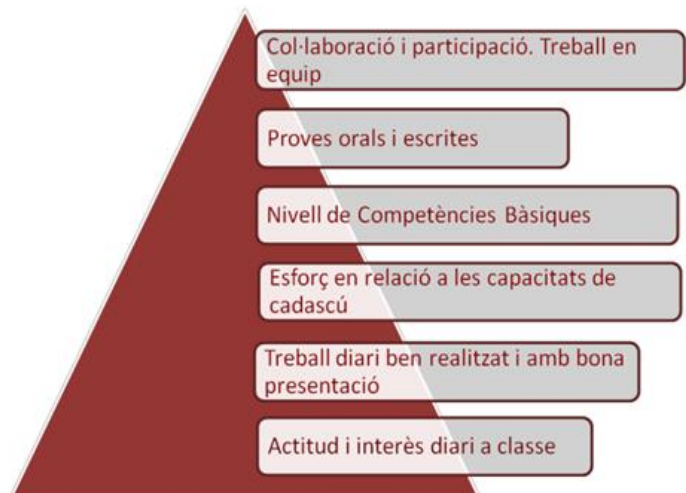 Col·laboració i participació. Treball en
equip
Proves orals i escrites
Nivell de Competències Bàsiques
Esforç en relació a les capacitats de
cadascú
Treball diari ben realitzat i amb bona
presentació
Actitud i interès diari a classe